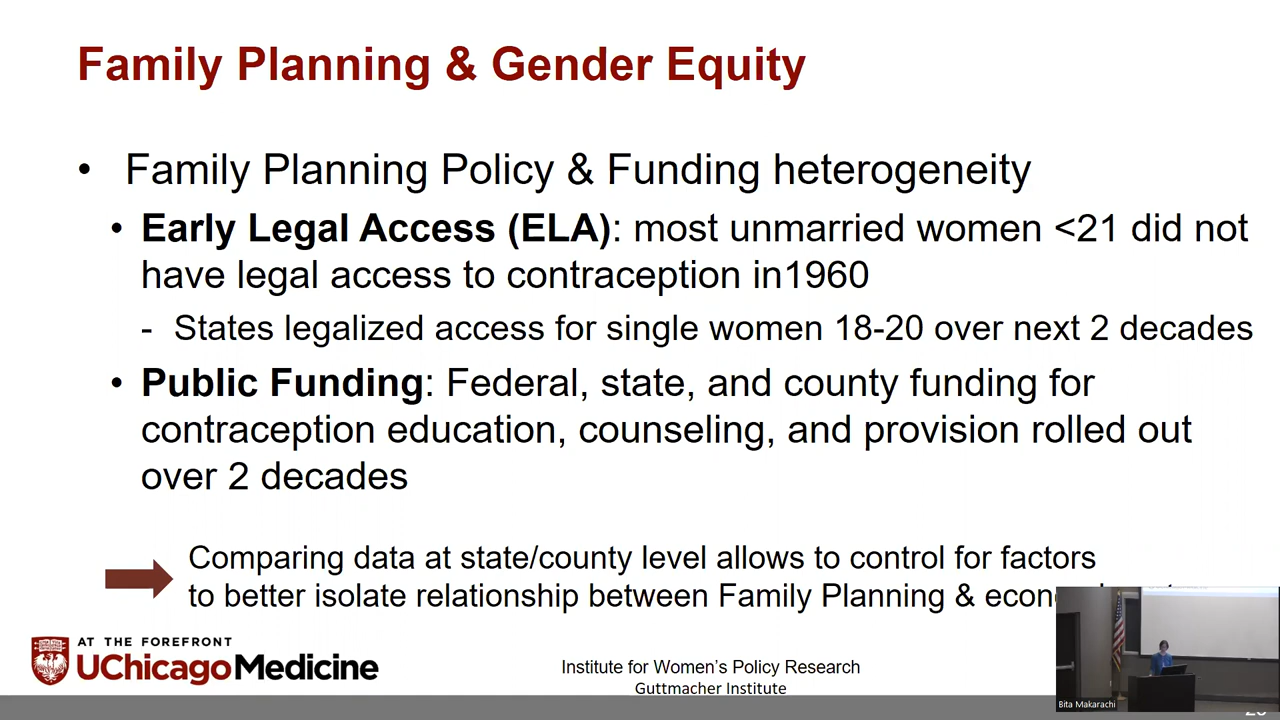 Family Planning & Gender Equity
• Family Planning Policy & Funding heterogeneity
• Early Legal Access (ELA): most unmarried women <21 did not
have legal access to contraception in1960
- States legalized access for single women 18-20 over next 2 decades
• Public Funding: Federal, state, and county funding for
contraception education, counseling, and provision rolled out
over 2 decades
Comparing data at state/county level allows to control for factors
to better isolate relationship between Family Planning &
AT THE FOREFRONT
UChicagoMedicine
Institute for Women's Policy Research
Guttmacher Institute
Bita Makarachi